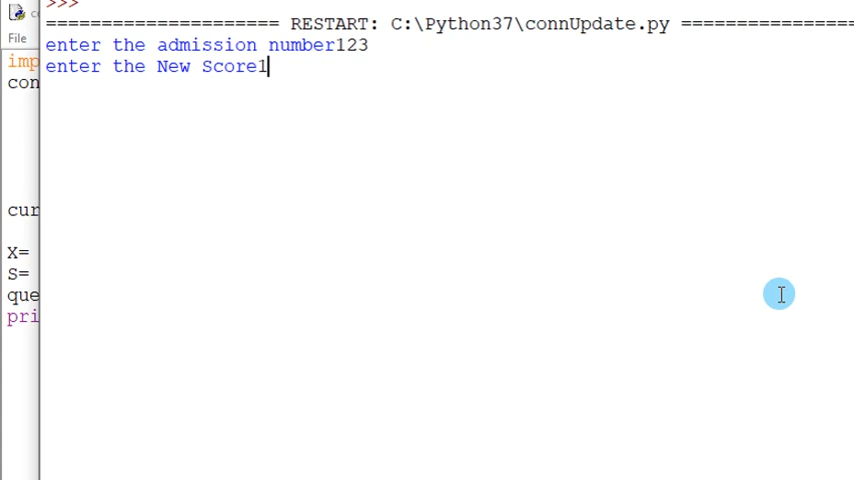 >>>
===================== RESTART: C:\Python37\connUpdate.py ================
File
enter the admission number123
enter the New Score1
imp
con
cur
X=
S=
que
pri